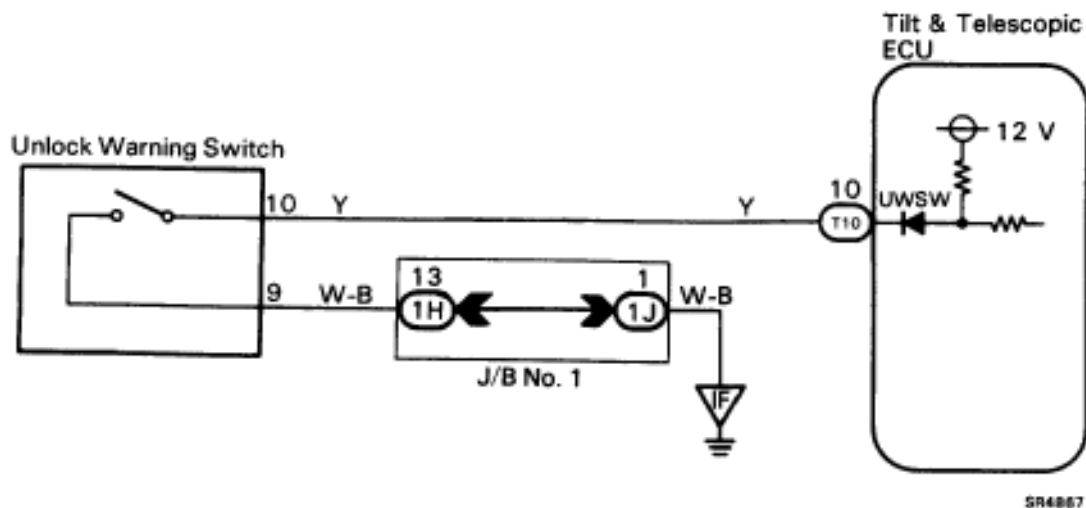 Tilt & Telescopic
ECU
12 V
Unlock Warning Switch
10 Y Y 10
T10
UWSW
9 W-B
13 1
1H 1J
W-B
J/B No. 1
IF
SR4867